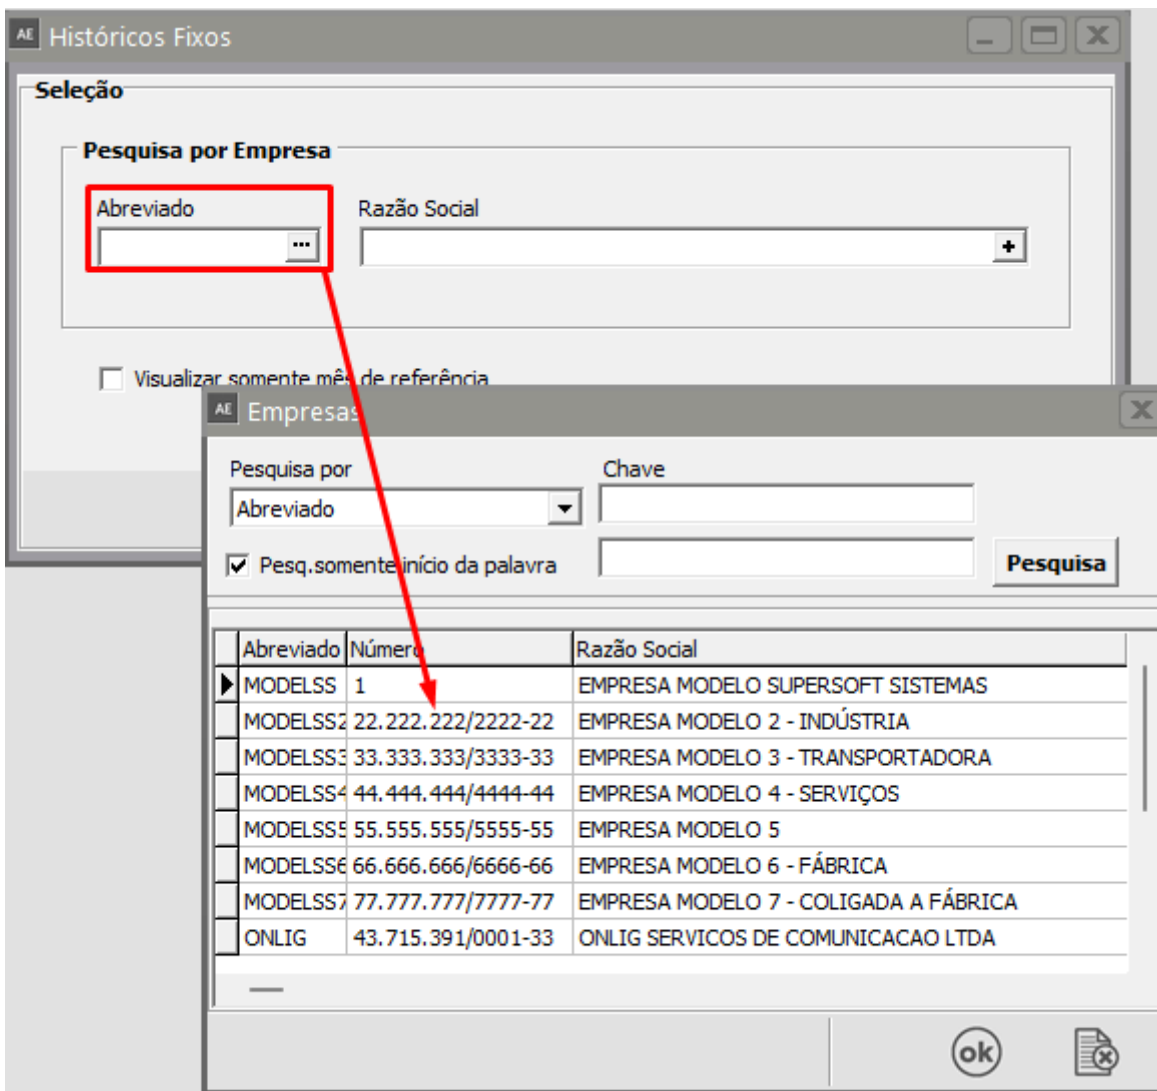 AE Históricos Fixos
Seleção
Pesquisa por Empresa
Abreviado Razão Social
... +
Visualizar somente mês de referência
AE Empresas
Pesquisa por Chave
Abreviado
Pesq.somente início da palavra Pesquisa
Abreviado Número Razão Social
MODELSS 1 EMPRESA MODELO SUPERSOFT SISTEMAS
MODELSS2 22.222.222/2222-22 EMPRESA MODELO 2 - INDÚSTRIA
MODELSS3 33.333.333/3333-33 EMPRESA MODELO 3 - TRANSPORTADORA
MODELSS4 44.444.444/4444-44 EMPRESA MODELO 4 - SERVIÇOS
MODELSS5 55.555.555/5555-55 EMPRESA MODELO 5
MODELSS6 66.666.666/6666-66 EMPRESA MODELO 6 - FÁBRICA
MODELSS7 77.777.777/7777-77 EMPRESA MODELO 7 - COLIGADA A FÁBRICA
ONLIG 43.715.391/0001-33 ONLIG SERVICOS DE COMUNICACAO LTDA
ok